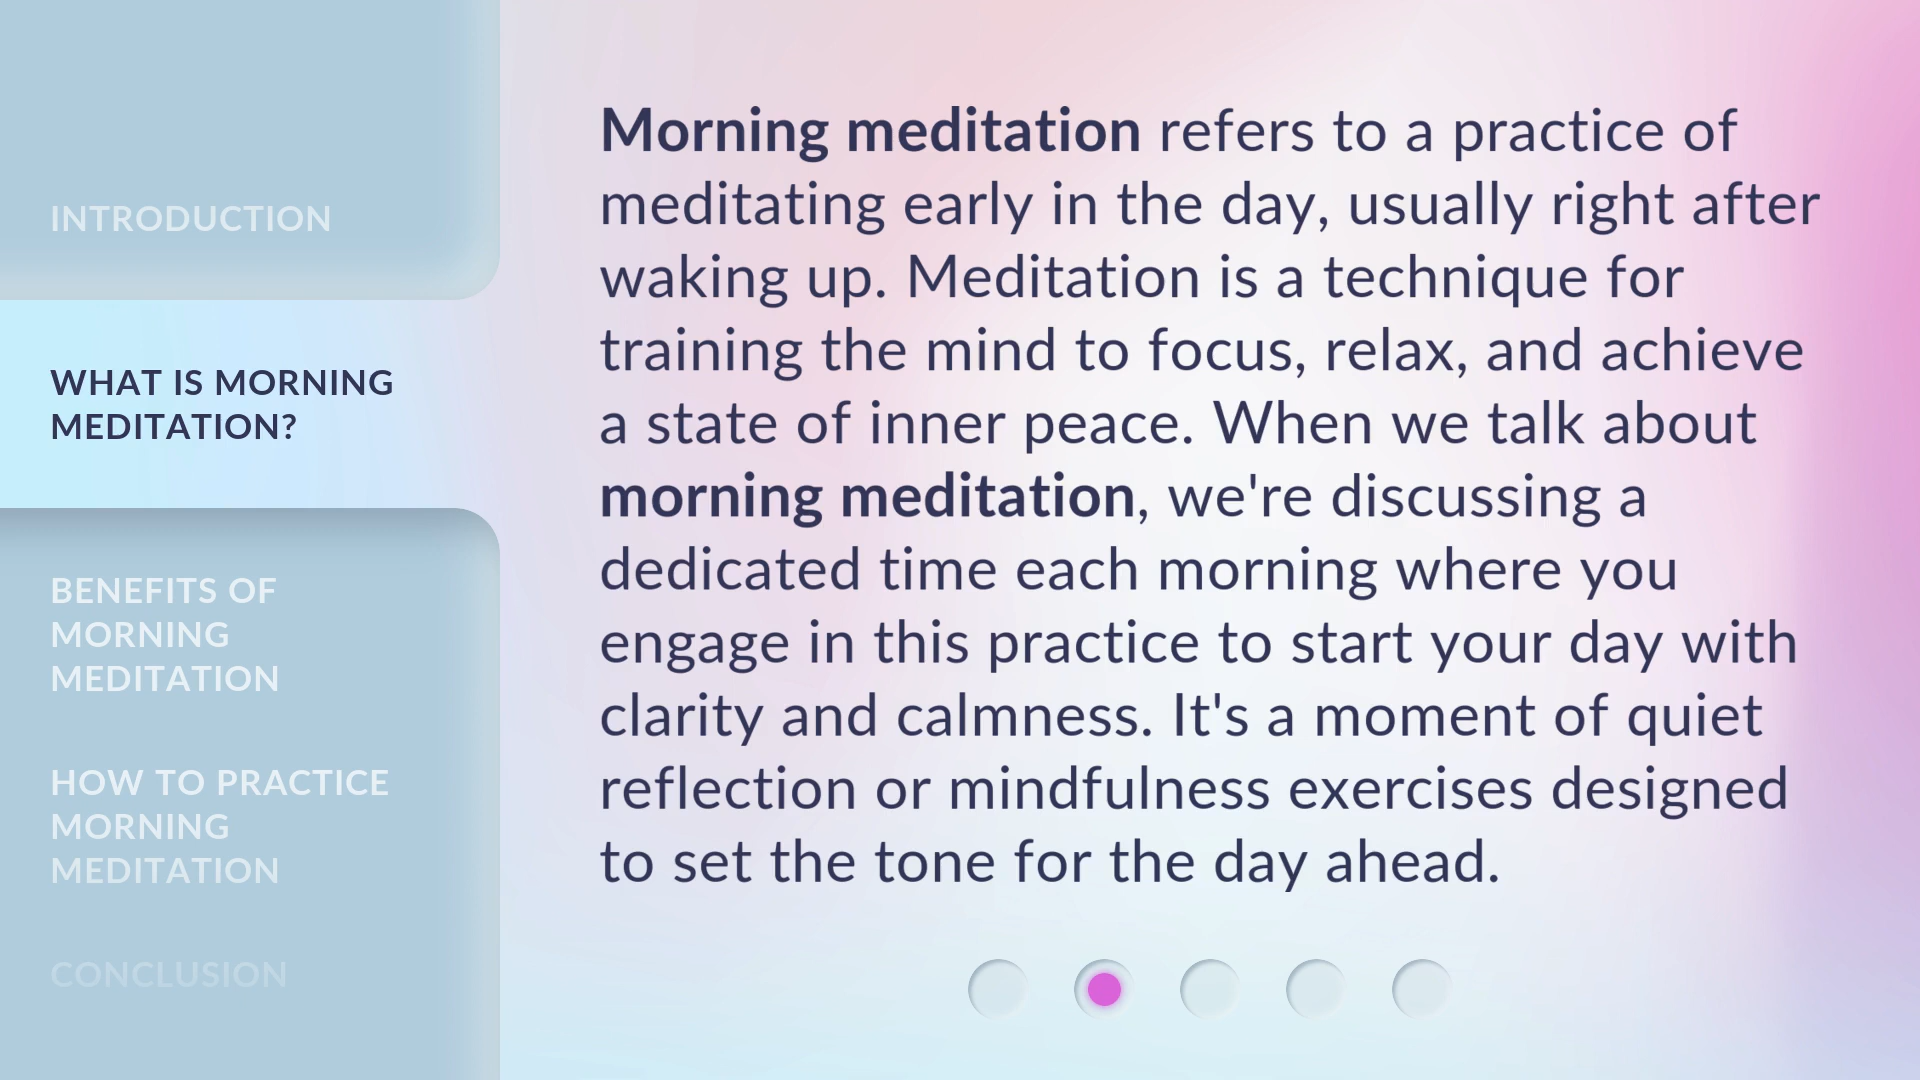 INTRODUCTION
WHAT IS MORNING
MEDITATION?
BENEFITS OF
MORNING
MEDITATION
HOW TO PRACTICE
MORNING
MEDITATION
CONCLUSION
Morning meditation refers to a practice of
meditating early in the day, usually right after
waking up. Meditation is a technique for
training the mind to focus, relax, and achieve
a state of inner peace. When we talk about
morning meditation, we're discussing a
dedicated time each morning where you
engage in this practice to start your day with
clarity and calmness. It's a moment of quiet
reflection or mindfulness exercises designed
to set the tone for the day ahead.